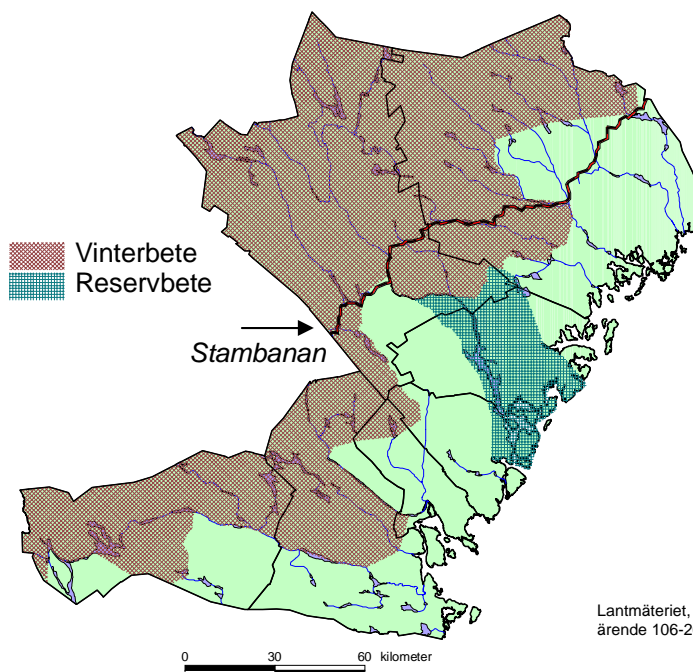 Vinterbete
Reservbete
Stambanan
Lantmäteriet,
ärende 106-2
0 30 60 kilometer